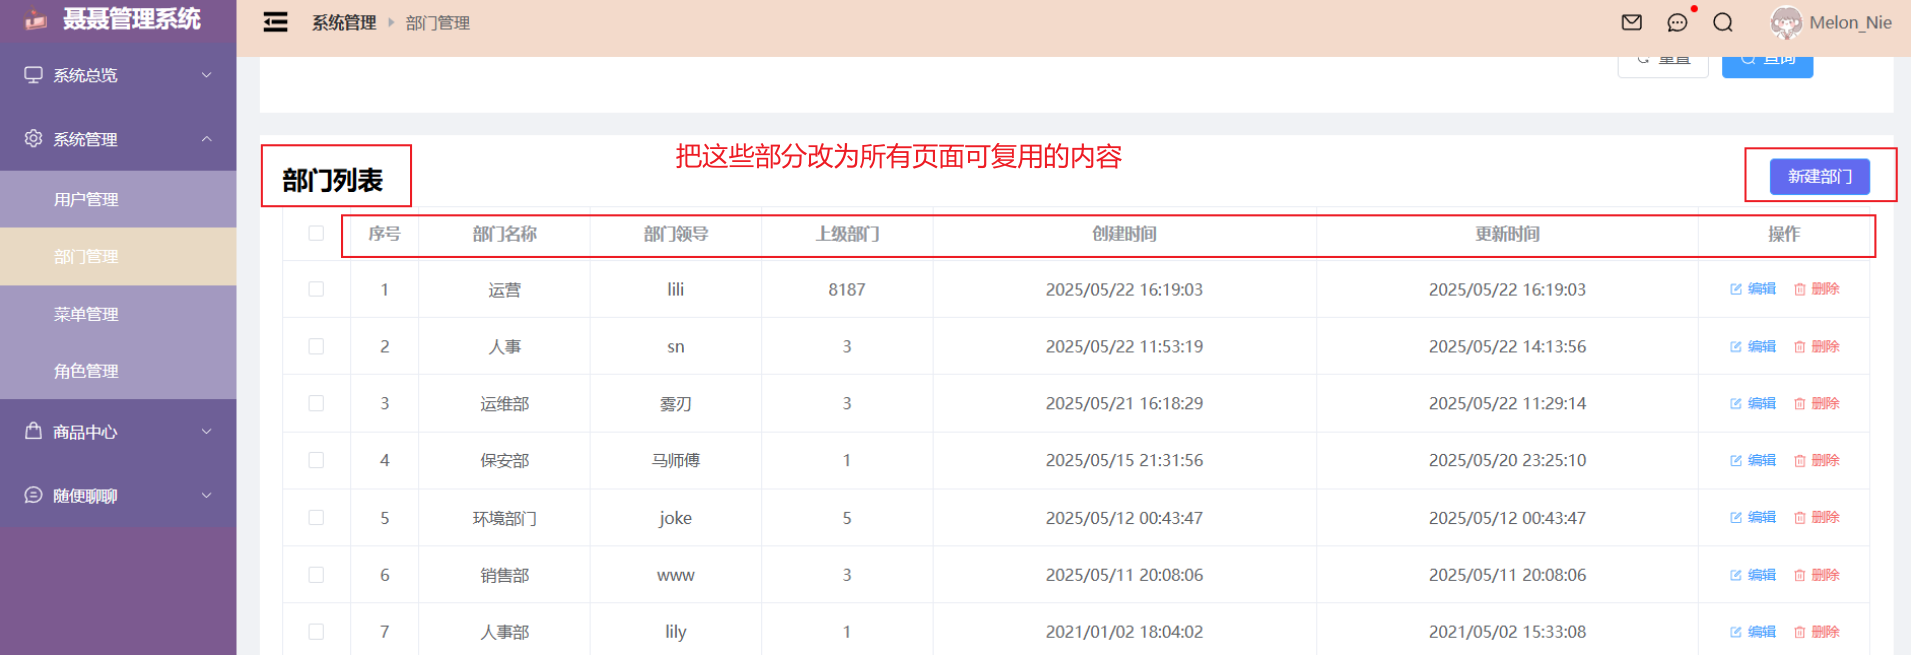 聂聂管理系统
系统管理 部门管理
Melon_Nie
系统总览
系统管理
用户管理
部门管理
菜单管理
角色管理
商品中心
随便聊聊
重置 查询
把这些部分改为所有页面可复用的内容
部门列表
新建部门
序号 部门名称 部门领导 上级部门 创建时间 更新时间 操作
1 运营 lili 8187 2025/05/22 16:19:03 2025/05/22 16:19:03 编辑 删除
2 人事 sn 3 2025/05/22 11:53:19 2025/05/22 14:13:56 编辑 删除
3 运维部 雾刃 3 2025/05/21 16:18:29 2025/05/22 11:29:14 编辑 删除
4 保安部 马师傅 1 2025/05/15 21:31:56 2025/05/20 23:25:10 编辑 删除
5 环境部门 joke 5 2025/05/12 00:43:47 2025/05/12 00:43:47 编辑 删除
6 销售部 www 3 2025/05/11 20:08:06 2025/05/11 20:08:06 编辑 删除
7 人事部 lily 1 2021/01/02 18:04:02 2021/05/02 15:33:08 编辑 删除